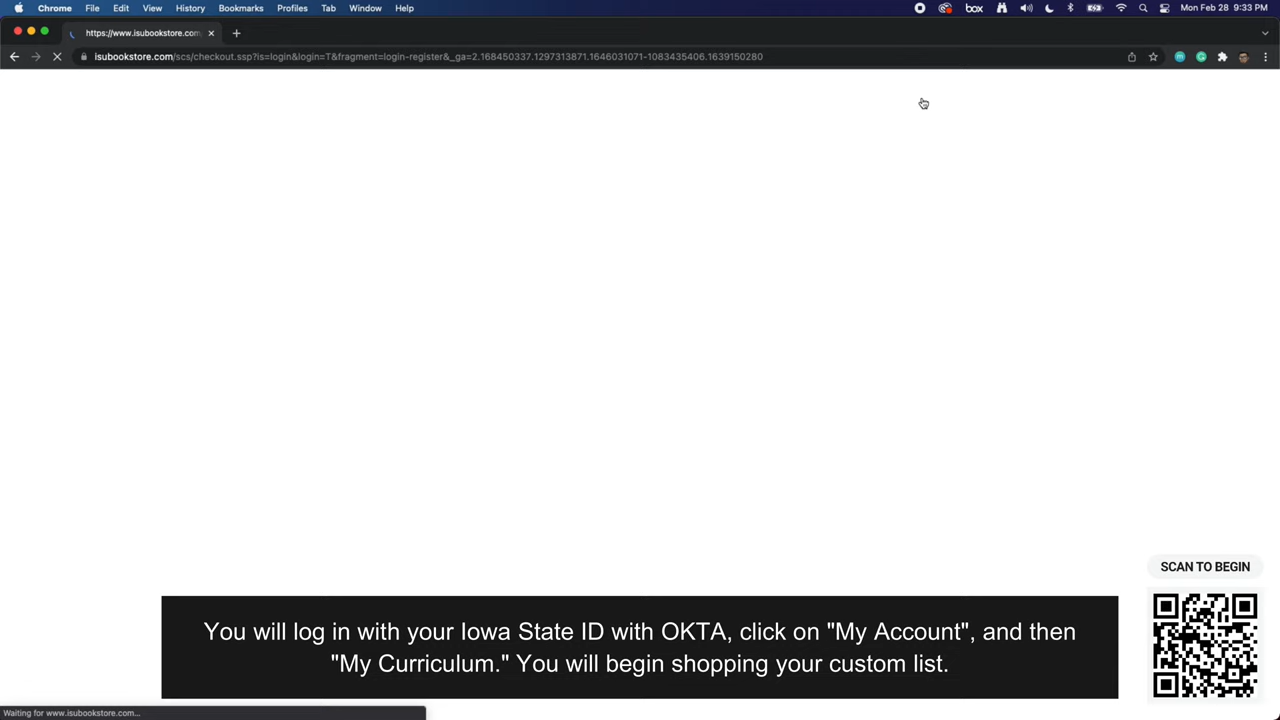 Chrome File Edit View History Bookmarks Profiles Tab Window Help box Mon Feb 28 9:33 PM
https://www.isubookstore.com
isubookstore.com/scs/checkout.ssp?is=login&login=T&fragment=login-register&_ga=2.168450337.1297313871.1646031071-1083435406.1639150280
SCAN TO BEGIN
You will log in with your Iowa State ID with OKTA, click on "My Account", and then
"My Curriculum." You will begin shopping your custom list.
Waiting for www.isubookstore.com...